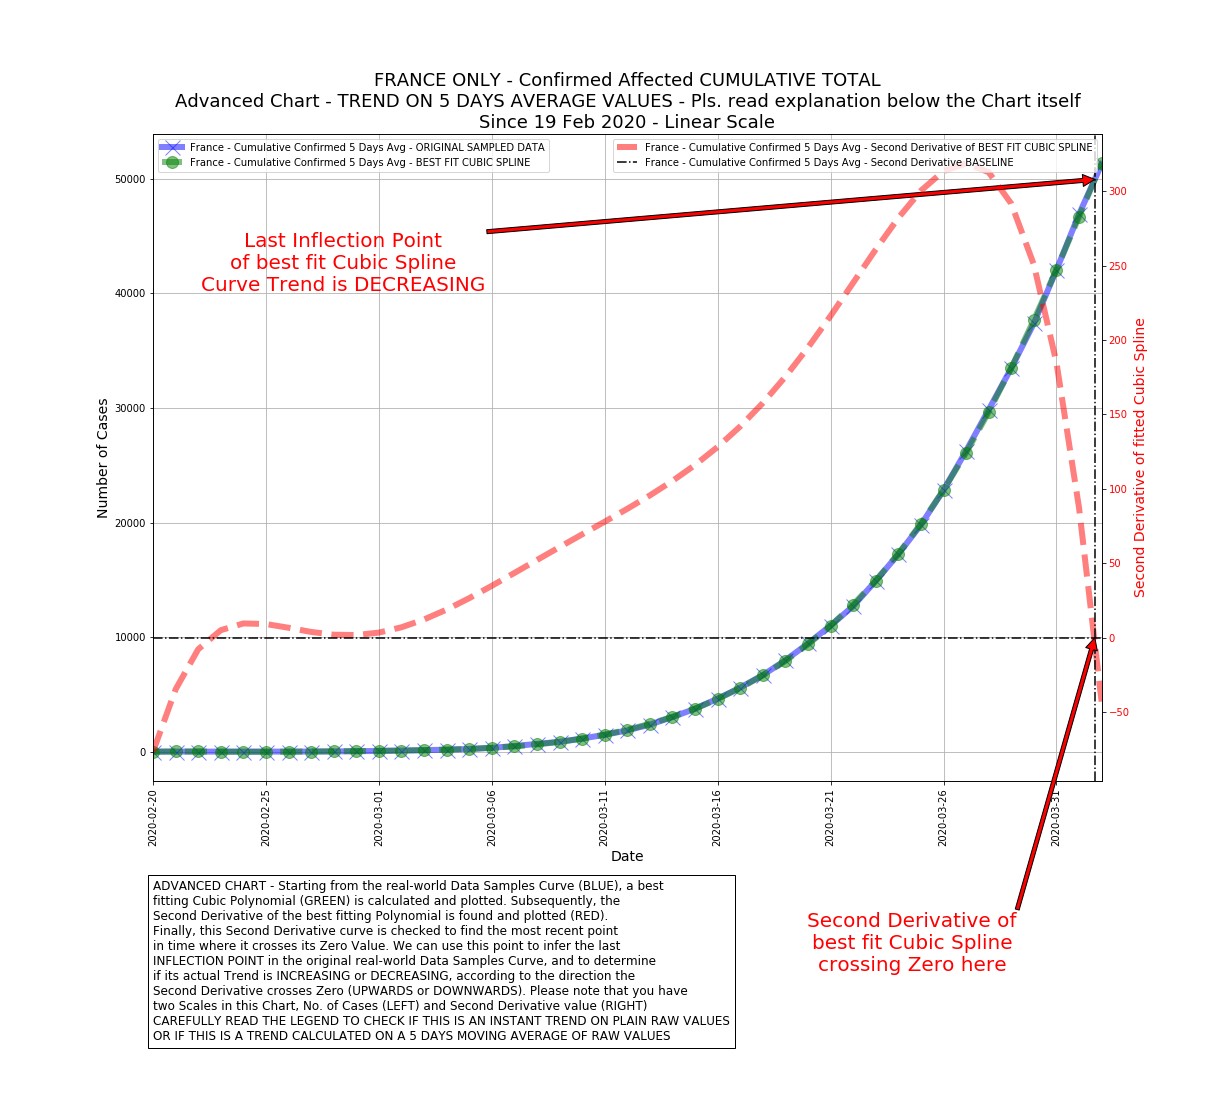 FRANCE ONLY - Confirmed Affected CUMULATIVE TOTAL
Advanced Chart - TREND ON 5 DAYS AVERAGE VALUES - Pls. read explanation below the Chart itself
Since 19 Feb 2020 - Linear Scale
France - Cumulative Confirmed 5 Days Avg - ORIGINAL SAMPLED DATA
France - Cumulative Confirmed 5 Days Avg - BEST FIT CUBIC SPLINE
France - Cumulative Confirmed 5 Days Avg - Second Derivative of BEST FIT CUBIC SPLINE
France - Cumulative Confirmed 5 Days Avg - Second Derivative BASELINE
Last Inflection Point
of best fit Cubic Spline
Curve Trend is DECREASING
Number of Cases
50000
40000
30000
20000
10000
0
300
250
200
150
100
50
0
−50
Second Derivative of fitted Cubic Spline
2020-02-20
2020-02-25
2020-03-01
2020-03-06
2020-03-11
2020-03-16
2020-03-21
2020-03-26
2020-03-31
Date
ADVANCED CHART - Starting from the real-world Data Samples Curve (BLUE), a best
fitting Cubic Polynomial (GREEN) is calculated and plotted. Subsequently, the
Second Derivative of the best fitting Polynomial is found and plotted (RED).
Finally, this Second Derivative curve is checked to find the most recent point
in time where it crosses its Zero Value. We can use this point to infer the last
INFLECTION POINT in the original real-world Data Samples Curve, and to determine
if its actual Trend is INCREASING or DECREASING, according to the direction the
Second Derivative crosses Zero (UPWARDS or DOWNWARDS). Please note that you have
two Scales in this Chart, No. of Cases (LEFT) and Second Derivative value (RIGHT)
CAREFULLY READ THE LEGEND TO CHECK IF THIS IS AN INSTANT TREND ON PLAIN RAW VALUES
OR IF THIS IS A TREND CALCULATED ON A 5 DAYS MOVING AVERAGE OF RAW VALUES
Second Derivative of
best fit Cubic Spline
crossing Zero here